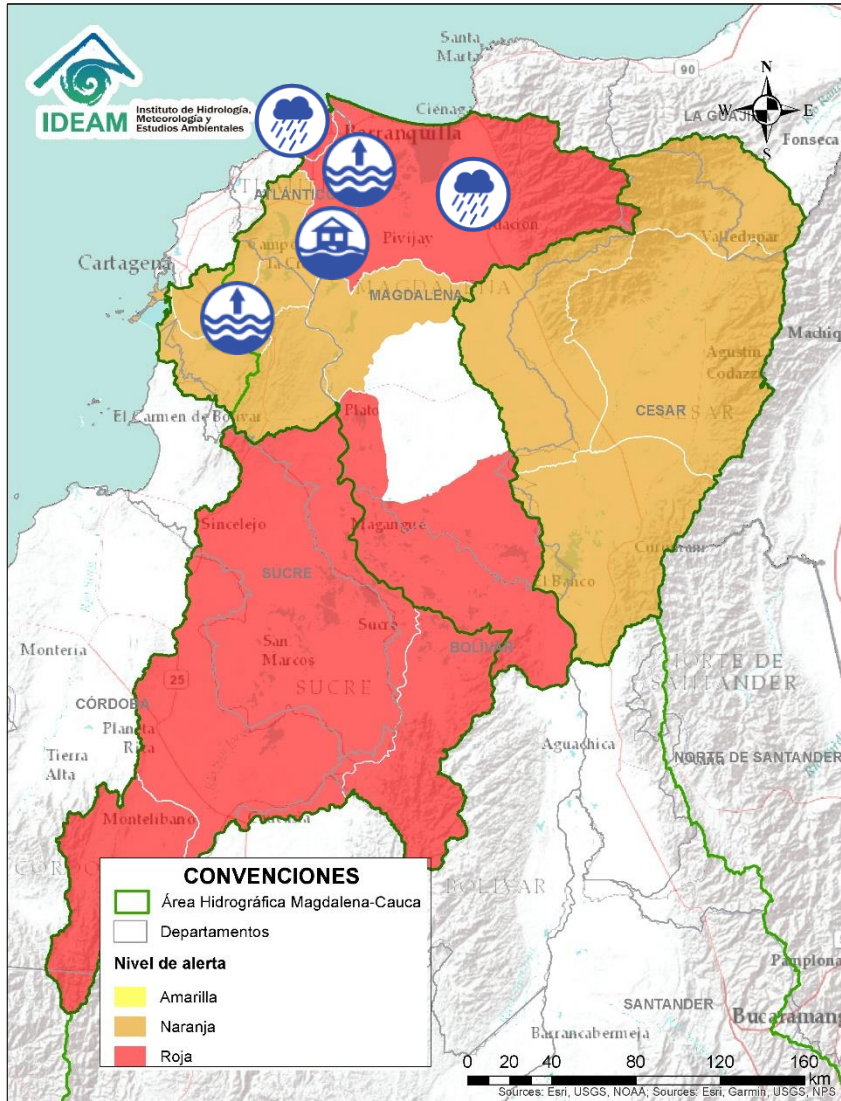 IDEAM
Instituto de Hidrología,
Meteorología y
Estudios Ambientales
Santa
Marta
90
N
W
E
S
LA GUAJI
Fonseca
Ciénaga
Barranquilla
ATLÁNTICO
Pivijay
Valledupar
Cartagena
MAGDALENA
Agustín
Codazzi
CESAR
El Carmen de Bolívar
Plato
Sincelejo
Magangué
SUCRE
El Banco
Sucre
BOLÍVAR
San
Marcos
SUCRE
Montería
25
NORTE DE
SANTANDER
CÓRDOBA
Planeta
Rica
Aguachica
NORTE DE SANTANDER
Tierra
Alta
Montelíbano
BOLÍVAR
CONVENCIONES
Área Hidrográfica Magdalena-Cauca
Departamentos
Nivel de alerta
Amarilla
Naranja
Roja
Pamplona
SANTANDER
Bucaramang
Barrancabermeja
0 20 40 80 120 160
km
Sources: Esri, USGS, NOAA; Sources: Esri, Garmin, USGS, NPS